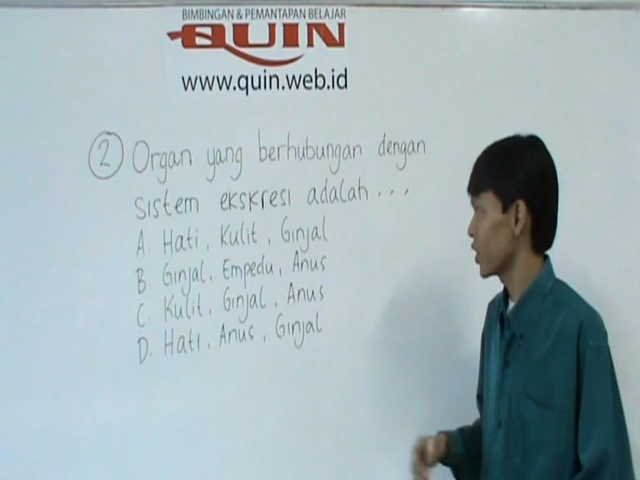 BIMBINGAN & PEMANTAPAN BELAJAR
QUIN
www.quin.web.id
2 Organ yang berhubungan dengan
sistem ekskresi adalah...
A. Hati, Kulit, Ginjal
B. Ginjal, Empedu, Anus
C. Kulit, Ginjal, Anus
D. Hati, Anus, Ginjal